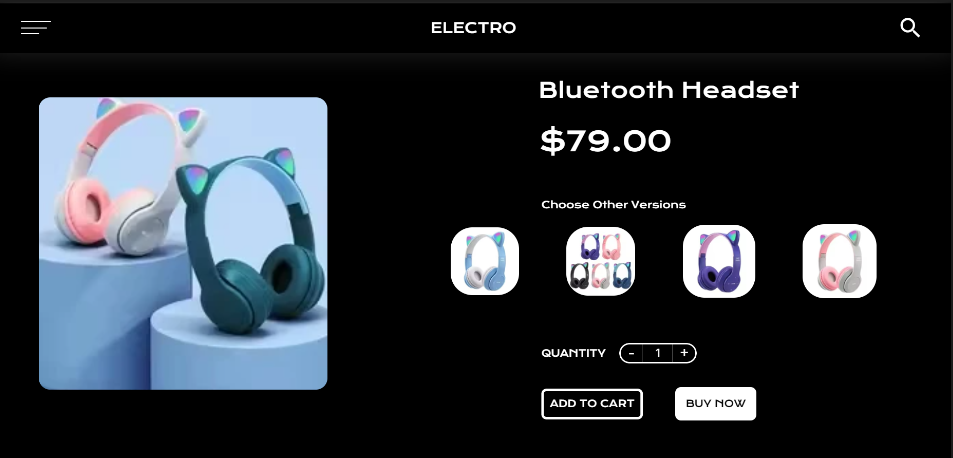 ELECTRO
Bluetooth Headset
$79.00
Choose Other Versions
QUANTITY - 1 +
ADD TO CART BUY NOW